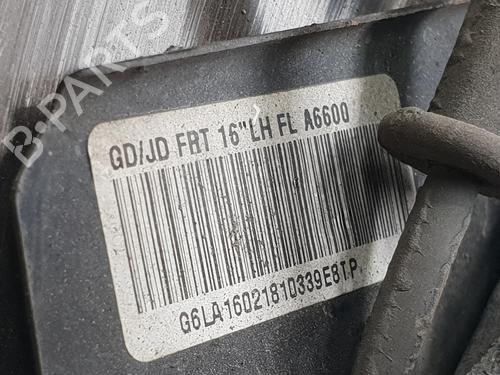 B-PARTS
GD/JD FRT 16"LH FL A6600
G6LA16021810339E8TP